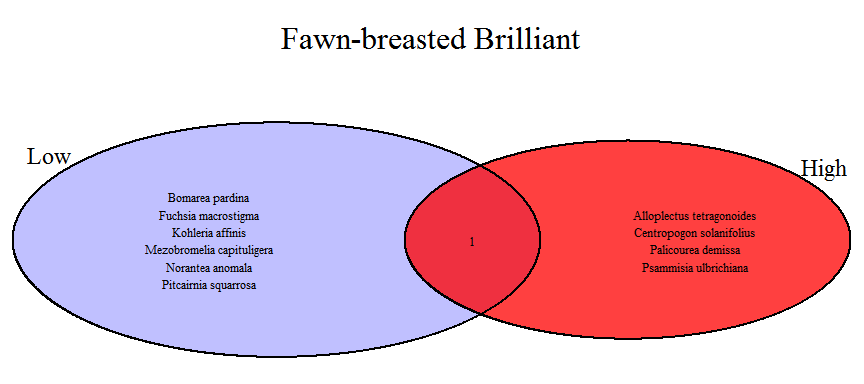 Fawn-breasted Brilliant
Low
High
Bomarea pardina
Fuchsia macrostigma
Kohleria affinis
Mezobromelia capituligera
Norantea anomala
Pitcairnia squarrosa
1
Alloplectus tetragonoides
Centropogon solanifolius
Palicourea demissa
Psammisia ulbrichiana